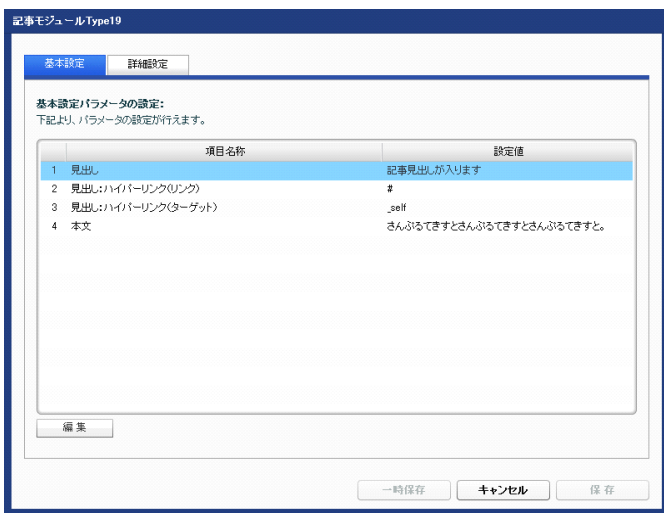 記事モジュールType19
基本設定 詳細設定
基本設定パラメータの設定:
下記より、パラメータの設定が行えます。
項目名称 設定値
1 見出し 記事見出しが入ります
2 見出し:ハイパーリンク(リンク) #
3 見出し:ハイパーリンク(ターゲット) _self
4 本文 さんぷるてきすとさんぷるてきすとさんぷるてきすと。
編集
一時保存 キャンセル 保存